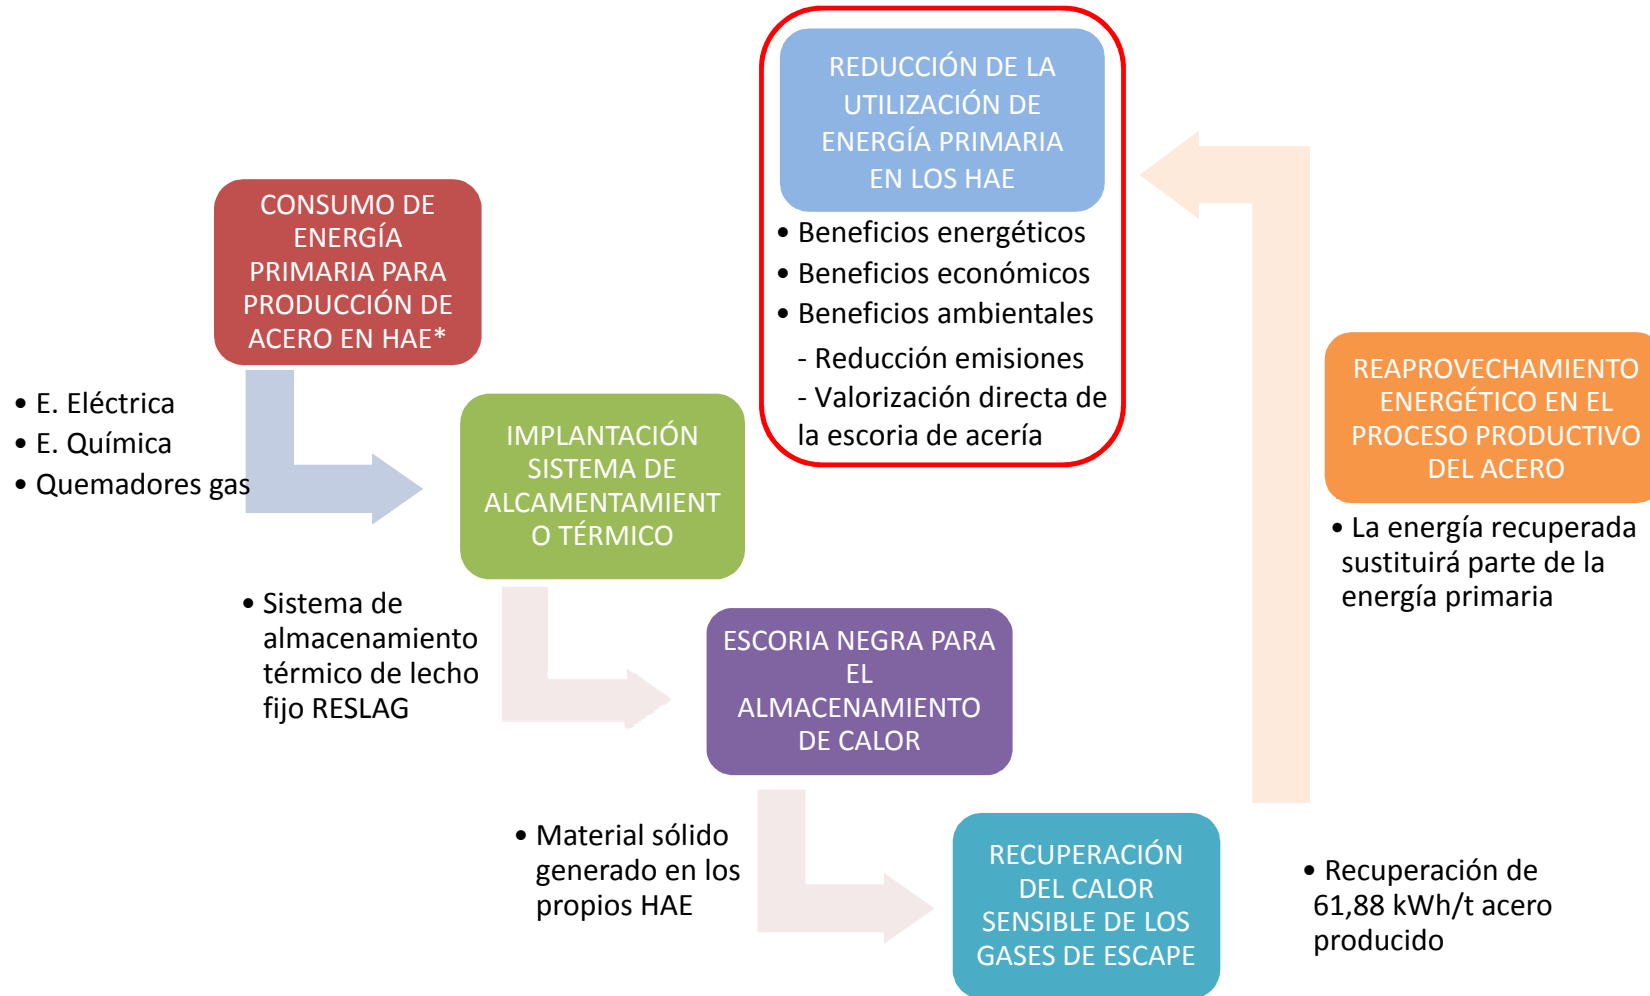 CONSUMO DE
ENERGÍA
PRIMARIA PARA
PRODUCCIÓN DE
ACERO EN HAE*
• E. Eléctrica
• E. Química
• Quemadores gas
IMPLANTACIÓN
SISTEMA DE
ALCAMENTAMIENT
O TÉRMICO
• Sistema de
almacenamiento
térmico de lecho
fijo RESLAG
ESCORIA NEGRA PARA
EL
ALMACENAMIENTO
DE CALOR
• Material sólido
generado en los
propios HAE
RECUPERACIÓN
DEL CALOR
SENSIBLE DE LOS
GASES DE ESCAPE
• Recuperación de
61,88 kWh/t acero
producido
REAPROVECHAMIENTO
ENERGÉTICO EN EL
PROCESO PRODUCTIVO
DEL ACERO
• La energía recuperada
sustituirá parte de la
energía primaria
REDUCCIÓN DE LA
UTILIZACIÓN DE
ENERGÍA PRIMARIA
EN LOS HAE
• Beneficios energéticos
• Beneficios económicos
• Beneficios ambientales
- Reducción emisiones
- Valorización directa de
la escoria de acería